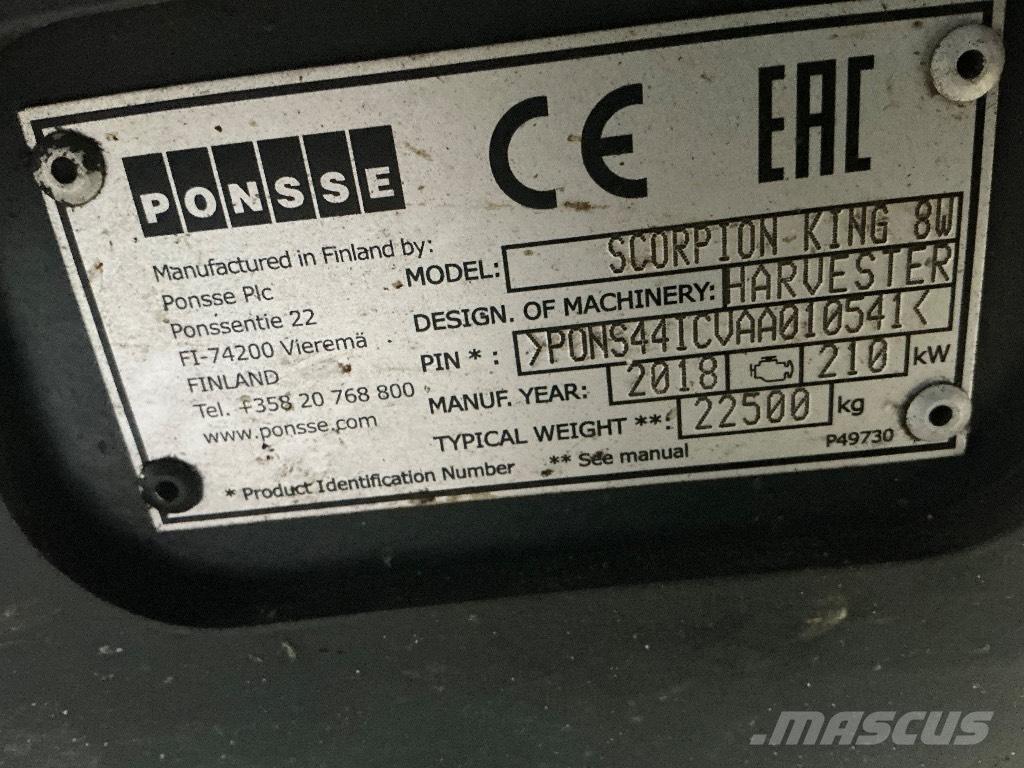 PONSSE CE EAC
Manufactured in Finland by:
Ponsse Plc
Ponssentie 22
FI-74200 Vieremä
FINLAND
Tel. +358 20 768 800
www.ponsse.com
MODEL: SCORPION KING 8W
DESIGN. OF MACHINERY: HARVESTER
PIN * : >PONS44ICVAA010541<
MANUF. YEAR: 2018 210 kW
TYPICAL WEIGHT **: 22500 kg
P49730
* Product Identification Number ** See manual
.MASCUS